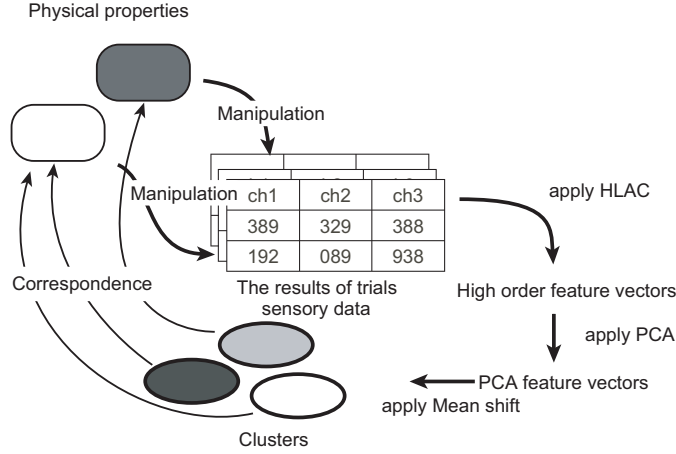 Physical properties
Manipulation
Manipulation
ch1 ch2 ch3
389 329 388
192 089 938
apply HLAC
Correspondence
The results of trials
sensory data
High order feature vectors
apply PCA
PCA feature vectors
apply Mean shift
Clusters